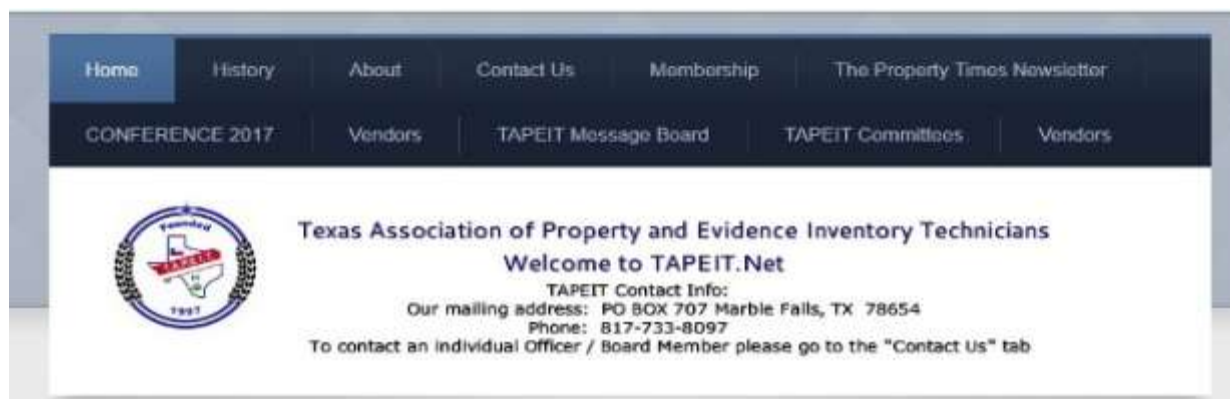 Home History About Contact Us Membership The Property Times Newsletter
CONFERENCE 2017 Vendors TAPEIT Message Board TAPEIT Committees Vendors
Founded
TAPEIT
1997
Texas Association of Property and Evidence Inventory Technicians
Welcome to TAPEIT.Net
TAPEIT Contact Info:
Our mailing address: PO BOX 707 Marble Falls, TX 78654
Phone: 817-733-8097
To contact an individual Officer / Board Member please go to the "Contact Us" tab